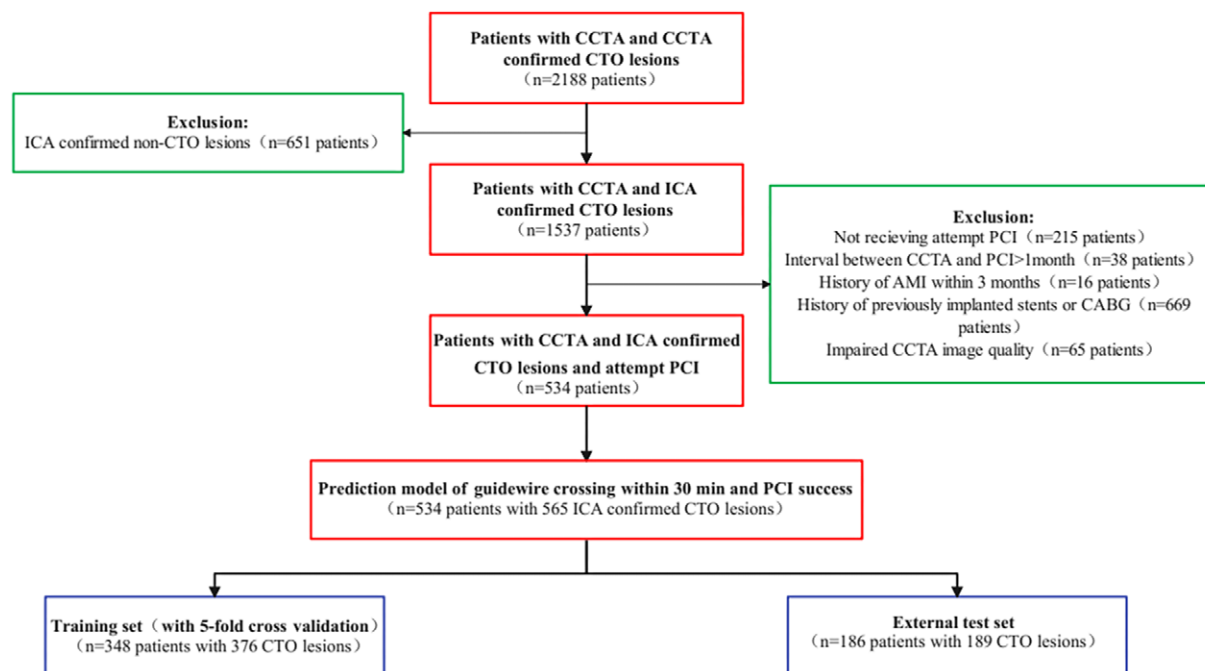 Patients with CCTA and CCTA
confirmed CTO lesions
（n=2188 patients）
Exclusion:
ICA confirmed non-CTO lesions（n=651 patients）
Patients with CCTA and ICA
confirmed CTO lesions
（n=1537 patients）
Exclusion:
Not recieving attempt PCI（n=215 patients）
Interval between CCTA and PCI>1month（n=38 patients）
History of AMI within 3 months（n=16 patients）
History of previously implanted stents or CABG（n=669
patients）
Impaired CCTA image quality（n=65 patients）
Patients with CCTA and ICA confirmed
CTO lesions and attempt PCI
（n=534 patients）
Prediction model of guidewire crossing within 30 min and PCI success
（n=534 patients with 565 ICA confirmed CTO lesions）
Training set（with 5-fold cross validation）
（n=348 patients with 376 CTO lesions）
External test set
（n=186 patients with 189 CTO lesions）